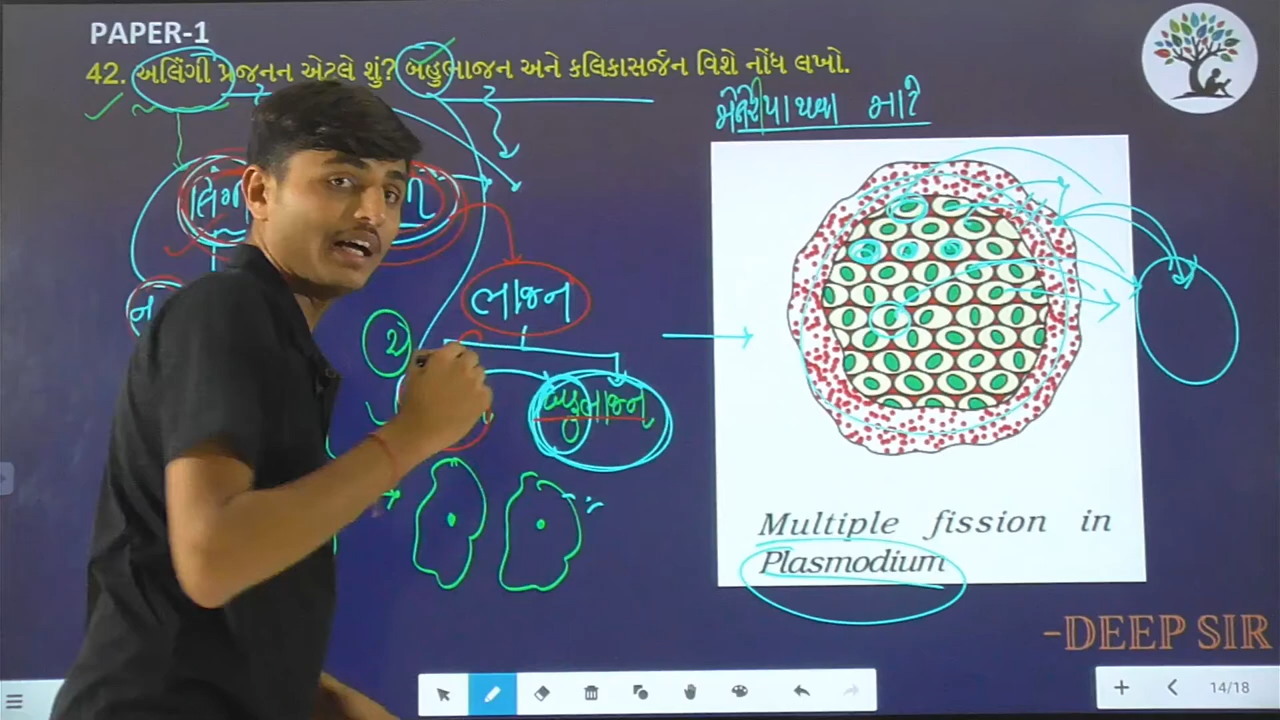 PAPER-1
42. અલિંગી પ્રજનન એટલે શું? બહુભાજન અને કલિકાસર્જન વિશે નોંધ લખો.
માટે
લિંગી
ભાજન
ન
બહુભાજન
Multiple fission in
Plasmodium
-DEEP SIR
14/18